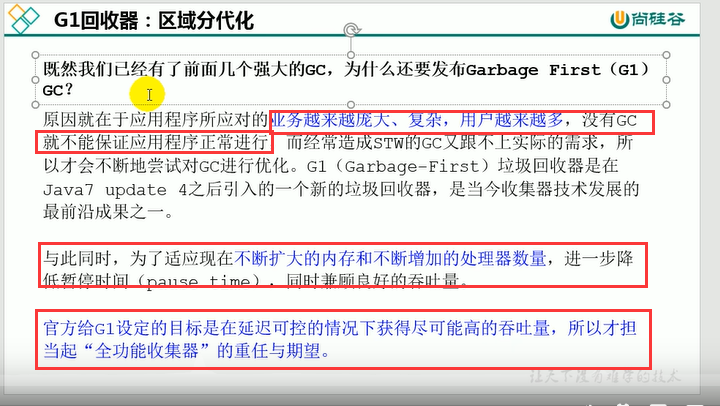 G1回收器：区域分代化
尚硅谷
既然我们已经有了前面几个强大的GC，为什么还要发布Garbage First（G1）
GC？
原因就在于应用程序所应对的业务越来越庞大、复杂，用户越来越多，没有GC
就不能保证应用程序正常进行 而经常造成STW的GC又跟不上实际的需求，所
以才会不断地尝试对GC进行优化。G1（Garbage-First）垃圾回收器是在
Java7 update 4之后引入的一个新的垃圾回收器，是当今收集器技术发展的
最前沿成果之一。
与此同时，为了适应现在不断扩大的内存和不断增加的处理器数量，进一步降
低暂停时间（pause time），同时兼顾良好的吞吐量。
官方给G1设定的目标是在延迟可控的情况下获得尽可能高的吞吐量，所以才担
当起“全功能收集器”的重任与期望。
让天下没有难学的技术